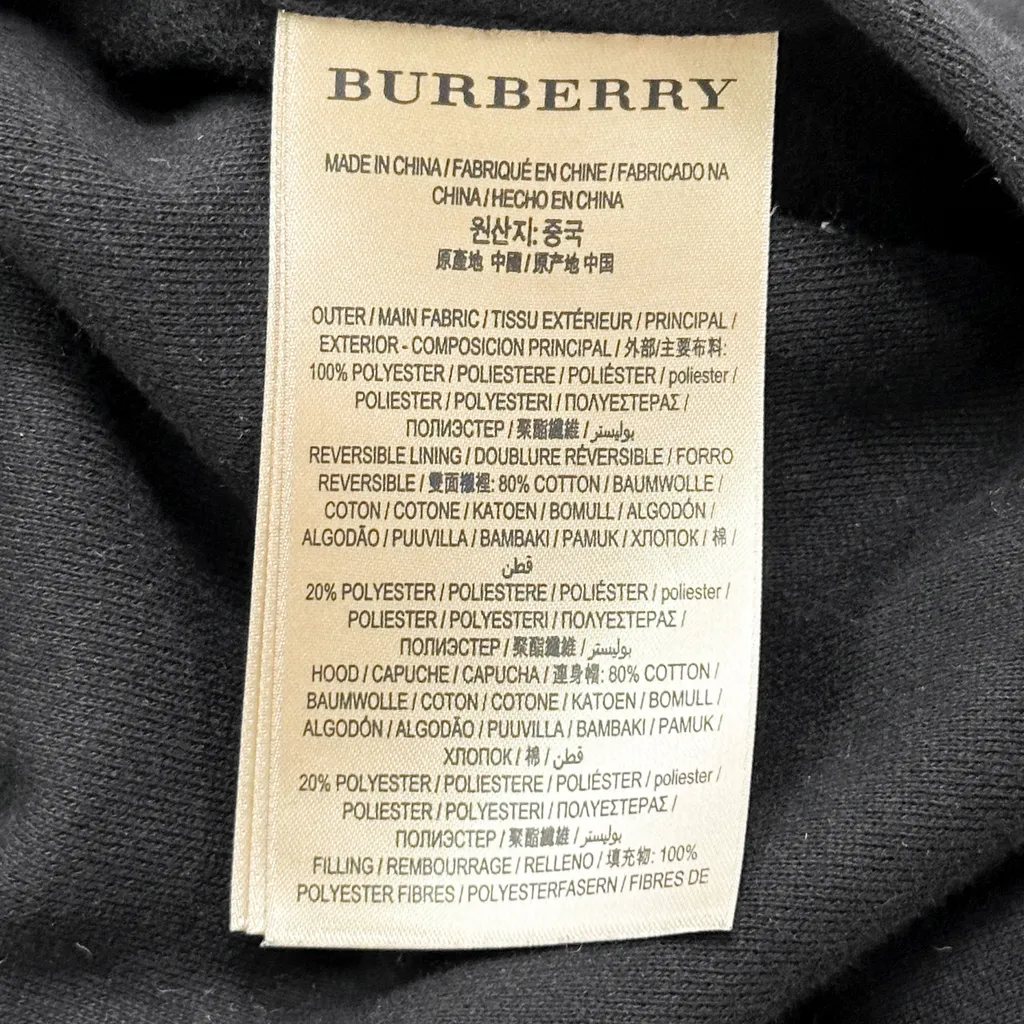 BURBERRY
MADE IN CHINA / FABRIQUÉ EN CHINE / FABRICADO NA
CHINA / HECHO EN CHINA
원산지: 중국
原產地 中國 / 原产地 中国
OUTER / MAIN FABRIC / TISSU EXTÉRIEUR / PRINCIPAL /
EXTERIOR - COMPOSICION PRINCIPAL / 外部/主要布料:
100% POLYESTER / POLIESTERE / POLIÉSTER / poliester /
POLIESTER / POLYESTERI / ΠΟΛΥΕΣΤΕΡΑΣ /
ПОЛИЭСТЕР / 聚酯纖維 / بوليستر
REVERSIBLE LINING / DOUBLURE RÉVERSIBLE / FORRO
REVERSIBLE / 雙面襯裡: 80% COTTON / BAUMWOLLE /
COTON / COTONE / KATOEN / BOMULL / ALGODÓN /
ALGODÃO / PUUVILLA / BAMBAKI / PAMUK / ХЛОПОК / 棉 /
قطن
20% POLYESTER / POLIESTERE / POLIÉSTER / poliester /
POLIESTER / POLYESTERI / ΠΟΛΥΕΣΤΕΡΑΣ /
ПОЛИЭСТЕР / 聚酯纖維 / بوليستر
HOOD / CAPUCHE / CAPUCHA / 連身帽: 80% COTTON /
BAUMWOLLE / COTON / COTONE / KATOEN / BOMULL /
ALGODÓN / ALGODÃO / PUUVILLA / BAMBAKI / PAMUK /
ХЛОПОК / 棉 / قطن
20% POLYESTER / POLIESTERE / POLIÉSTER / poliester /
POLIESTER / POLYESTERI / ΠΟΛΥΕΣΤΕΡΑΣ /
ПОЛИЭСТЕР / 聚酯纖維 / بوليستر
FILLING / REMBOURRAGE / RELLENO / 填充物: 100%
POLYESTER FIBRES / POLYESTERFASERN / FIBRES DE